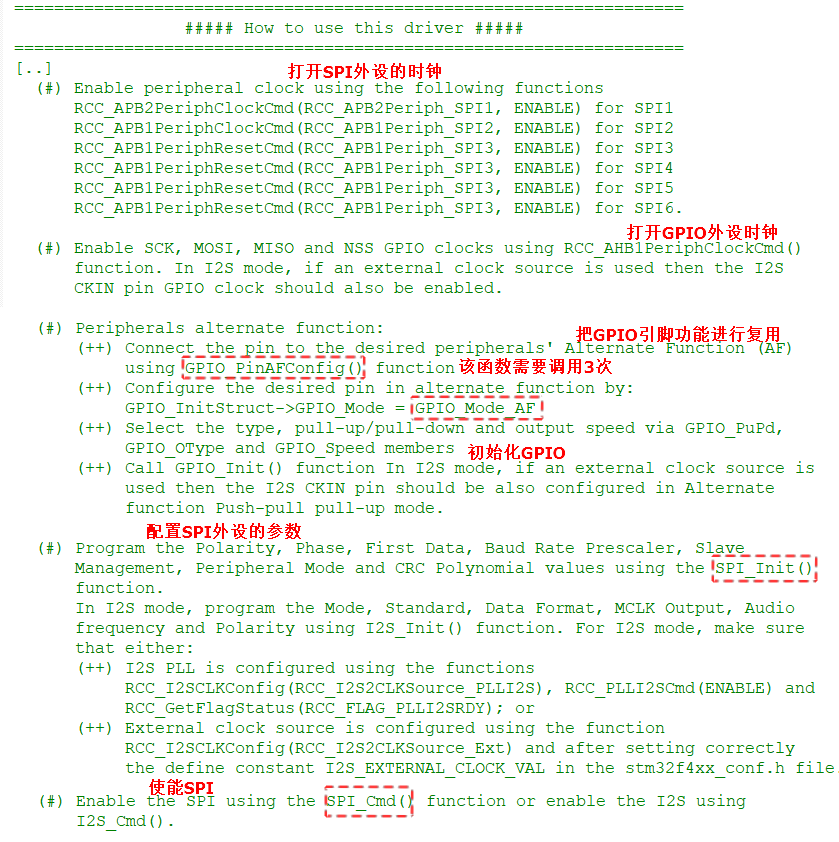 ===================================================================
##### How to use this driver #####
===================================================================
[..]
打开SPI外设的时钟
(#) Enable peripheral clock using the following functions
RCC_APB2PeriphClockCmd(RCC_APB2Periph_SPI1, ENABLE) for SPI1
RCC_APB1PeriphClockCmd(RCC_APB1Periph_SPI2, ENABLE) for SPI2
RCC_APB1PeriphResetCmd(RCC_APB1Periph_SPI3, ENABLE) for SPI3
RCC_APB1PeriphResetCmd(RCC_APB1Periph_SPI3, ENABLE) for SPI4
RCC_APB1PeriphResetCmd(RCC_APB1Periph_SPI3, ENABLE) for SPI5
RCC_APB1PeriphResetCmd(RCC_APB1Periph_SPI3, ENABLE) for SPI6.
打开GPIO外设时钟
(#) Enable SCK, MOSI, MISO and NSS GPIO clocks using RCC_AHB1PeriphClockCmd()
function. In I2S mode, if an external clock source is used then the I2S
CKIN pin GPIO clock should also be enabled.
(#) Peripherals alternate function:
把GPIO引脚功能进行复用
(++) Connect the pin to the desired peripherals' Alternate Function (AF)
using GPIO_PinAFConfig() function 该函数需要调用3次
(++) Configure the desired pin in alternate function by:
GPIO_InitStruct->GPIO_Mode = GPIO_Mode_AF
(++) Select the type, pull-up/pull-down and output speed via GPIO_PuPd,
GPIO_OType and GPIO_Speed members 初始化GPIO
(++) Call GPIO_Init() function In I2S mode, if an external clock source is
used then the I2S CKIN pin should be also configured in Alternate
function Push-pull pull-up mode.
配置SPI外设的参数
(#) Program the Polarity, Phase, First Data, Baud Rate Prescaler, Slave
Management, Peripheral Mode and CRC Polynomial values using the SPI_Init()
function.
In I2S mode, program the Mode, Standard, Data Format, MCLK Output, Audio
frequency and Polarity using I2S_Init() function. For I2S mode, make sure
that either:
(++) I2S PLL is configured using the functions
RCC_I2SCLKConfig(RCC_I2S2CLKSource_PLLI2S), RCC_PLLI2SCmd(ENABLE) and
RCC_GetFlagStatus(RCC_FLAG_PLLI2SRDY); or
(++) External clock source is configured using the function
RCC_I2SCLKConfig(RCC_I2S2CLKSource_Ext) and after setting correctly
the define constant I2S_EXTERNAL_CLOCK_VAL in the stm32f4xx_conf.h file.
使能SPI
(#) Enable the SPI using the SPI_Cmd() function or enable the I2S using
I2S_Cmd().